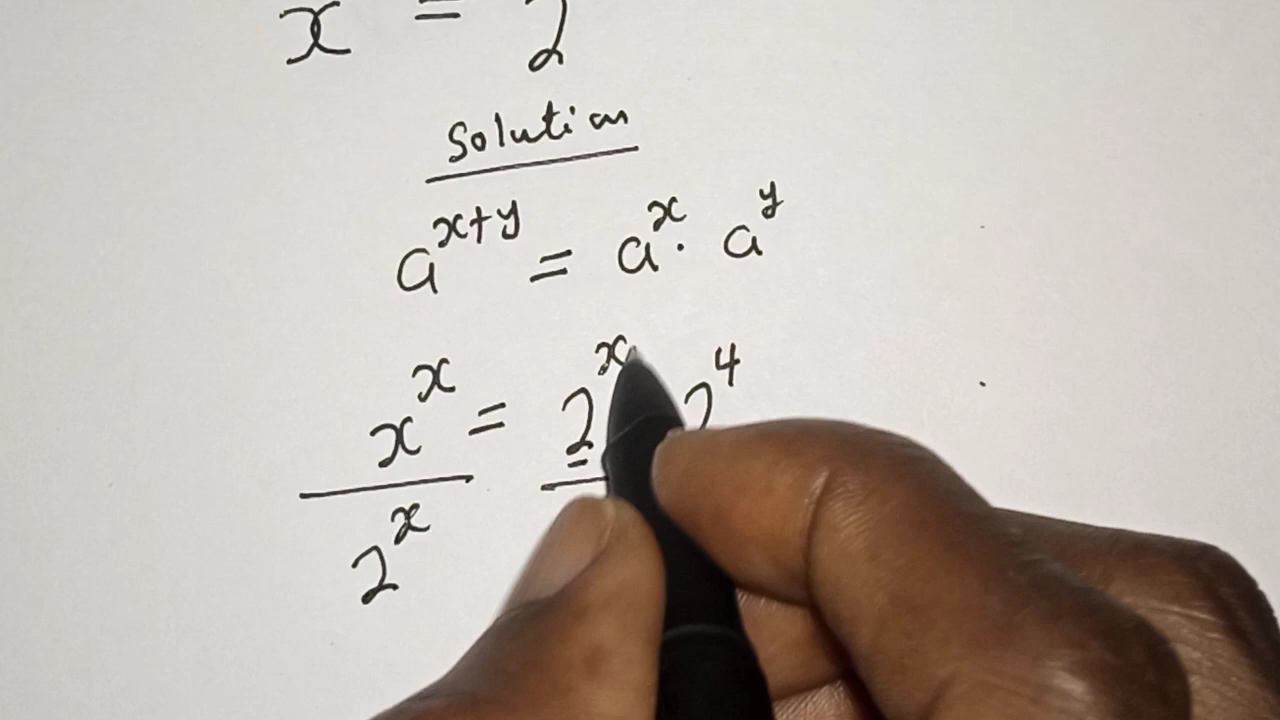 x = 2
Solution
a^{x+y} = a^x · a^y
x^x = 2^x 2^4
2^x